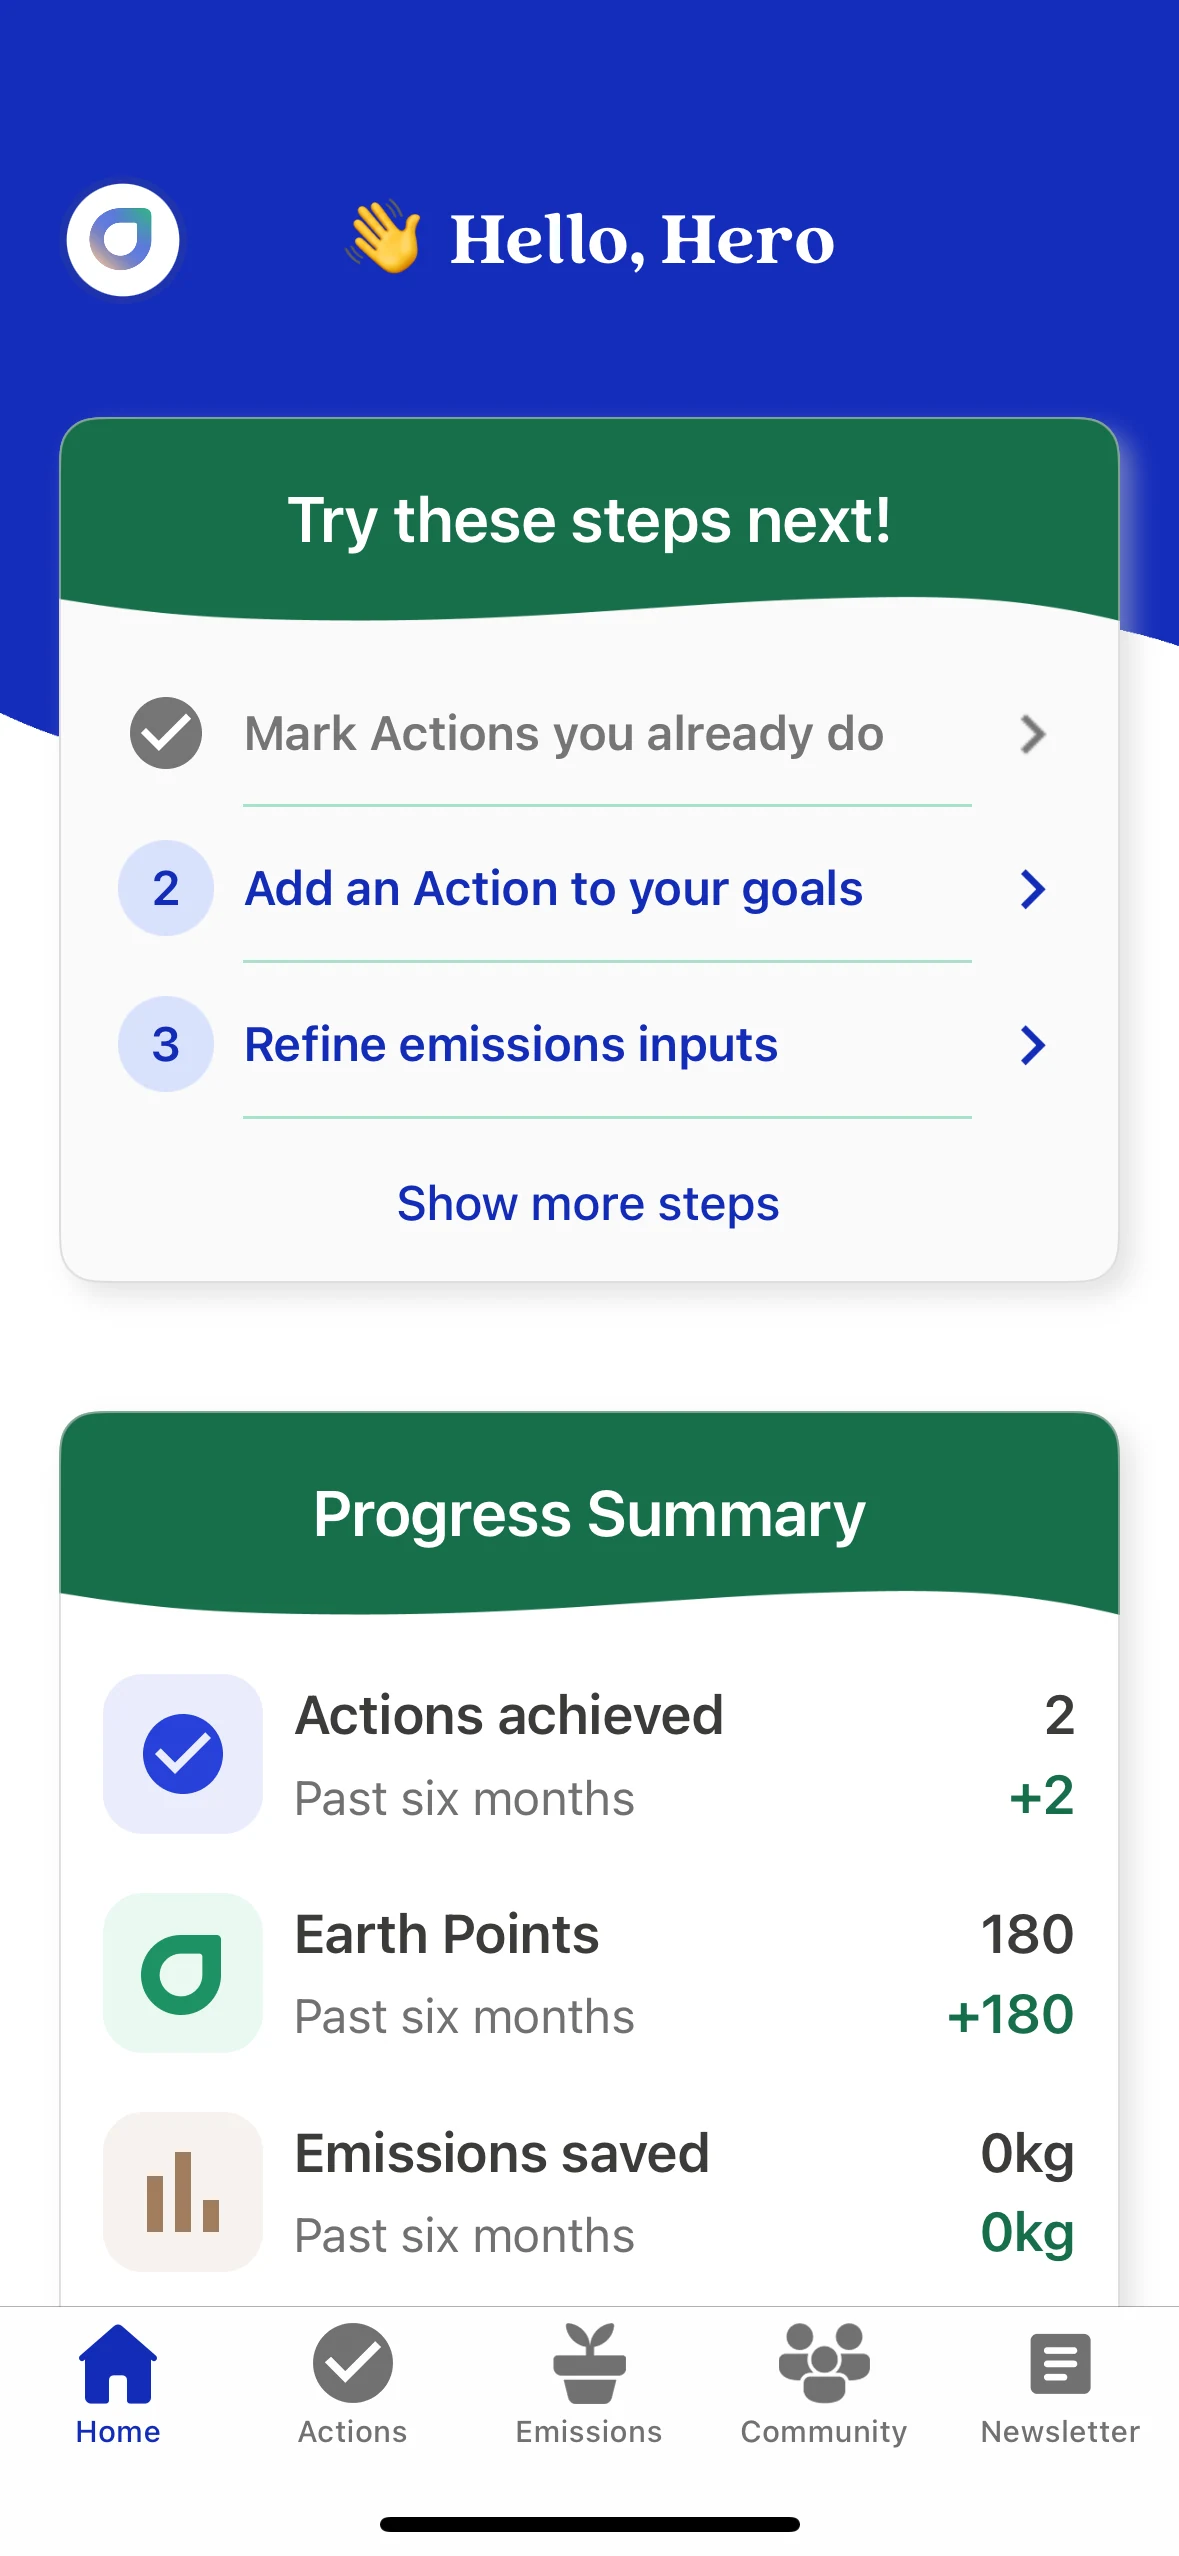 👋 Hello, Hero
Try these steps next!
Mark Actions you already do
2 Add an Action to your goals
3 Refine emissions inputs
Show more steps
Progress Summary
Actions achieved 2
Past six months +2
Earth Points 180
Past six months +180
Emissions saved 0kg
Past six months 0kg
Home Actions Emissions Community Newsletter